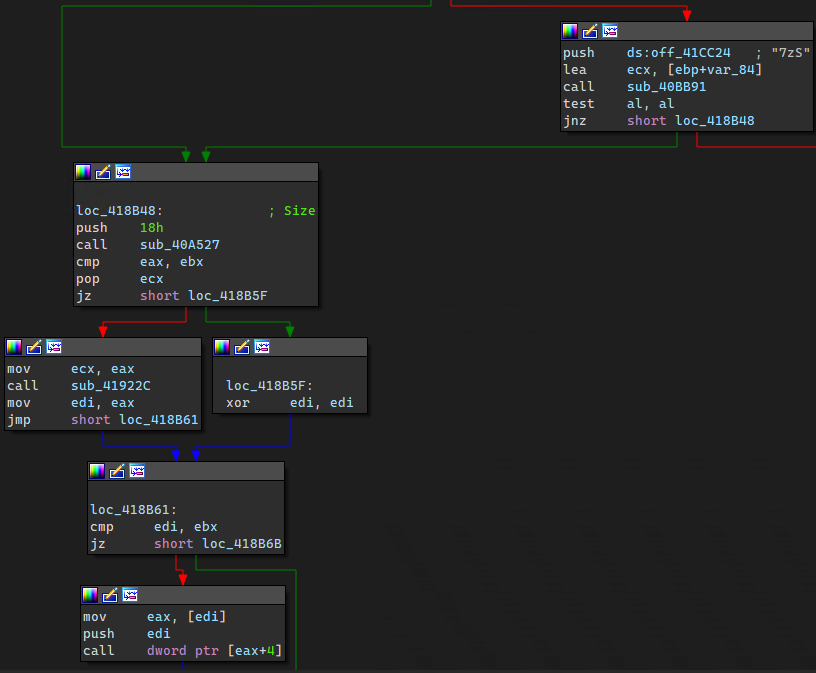 push    ds:off_41CC24   ; "7zS"
lea     ecx, [ebp+var_84]
call    sub_40BB91
test    al, al
jnz     short loc_418B48
loc_418B48:             ; Size
push    18h
call    sub_40A527
cmp     eax, ebx
pop     ecx
jz      short loc_418B5F
mov     ecx, eax
call    sub_41922C
mov     edi, eax
jmp     short loc_418B61
loc_418B5F:
xor     edi, edi
loc_418B61:
cmp     edi, ebx
jz      short loc_418B6B
mov     eax, [edi]
push    edi
call    dword ptr [eax+4]